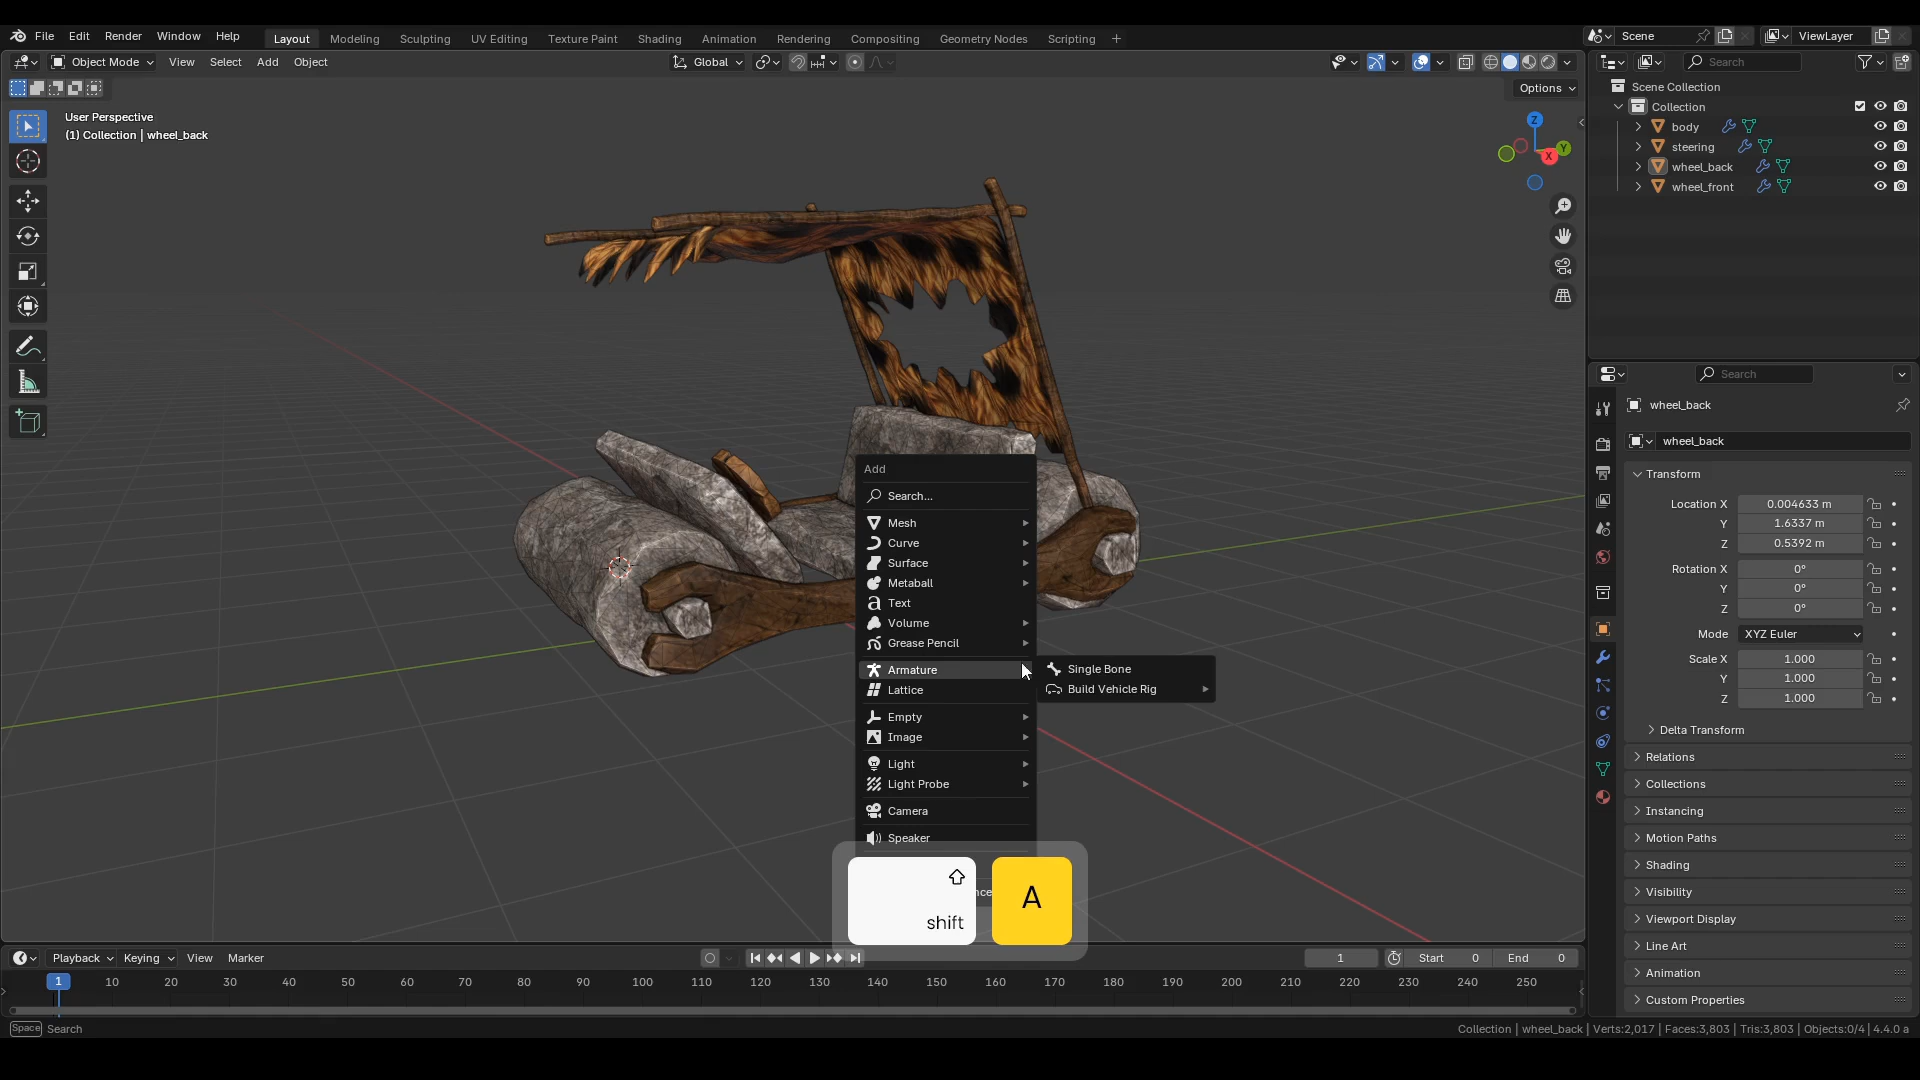 File Edit Render Window Help Layout Modeling Sculpting UV Editing Texture Paint Shading Animation Rendering Compositing Geometry Nodes Scripting + Scene ViewLayer
Object Mode View Select Add Object Global Search
Options
User Perspective
(1) Collection | wheel_back
Z
Y
X
Scene Collection
Collection
body
steering
wheel_back
wheel_front
Add
Search...
Mesh
Curve
Surface
Metaball
Text
Volume
Grease Pencil
Armature
Lattice
Empty
Image
Light
Light Probe
Camera
Speaker
nce
Single Bone
Build Vehicle Rig
shift
A
Search
wheel_back
wheel_back
Transform
Location X 0.004633 m
Y 1.6337 m
Z 0.5392 m
Rotation X 0°
Y 0°
Z 0°
Mode XYZ Euler
Scale X 1.000
Y 1.000
Z 1.000
Delta Transform
Relations
Collections
Instancing
Motion Paths
Shading
Visibility
Viewport Display
Line Art
Animation
Custom Properties
Playback Keying View Marker 1 Start 0 End 0
1 10 20 30 40 50 60 70 80 90 100 110 120 130 140 150 160 170 180 190 200 210 220 230 240 250
Space Search
Collection | wheel_back | Verts:2,017 | Faces:3,803 | Tris:3,803 | Objects:0/4 | 4.4.0 a